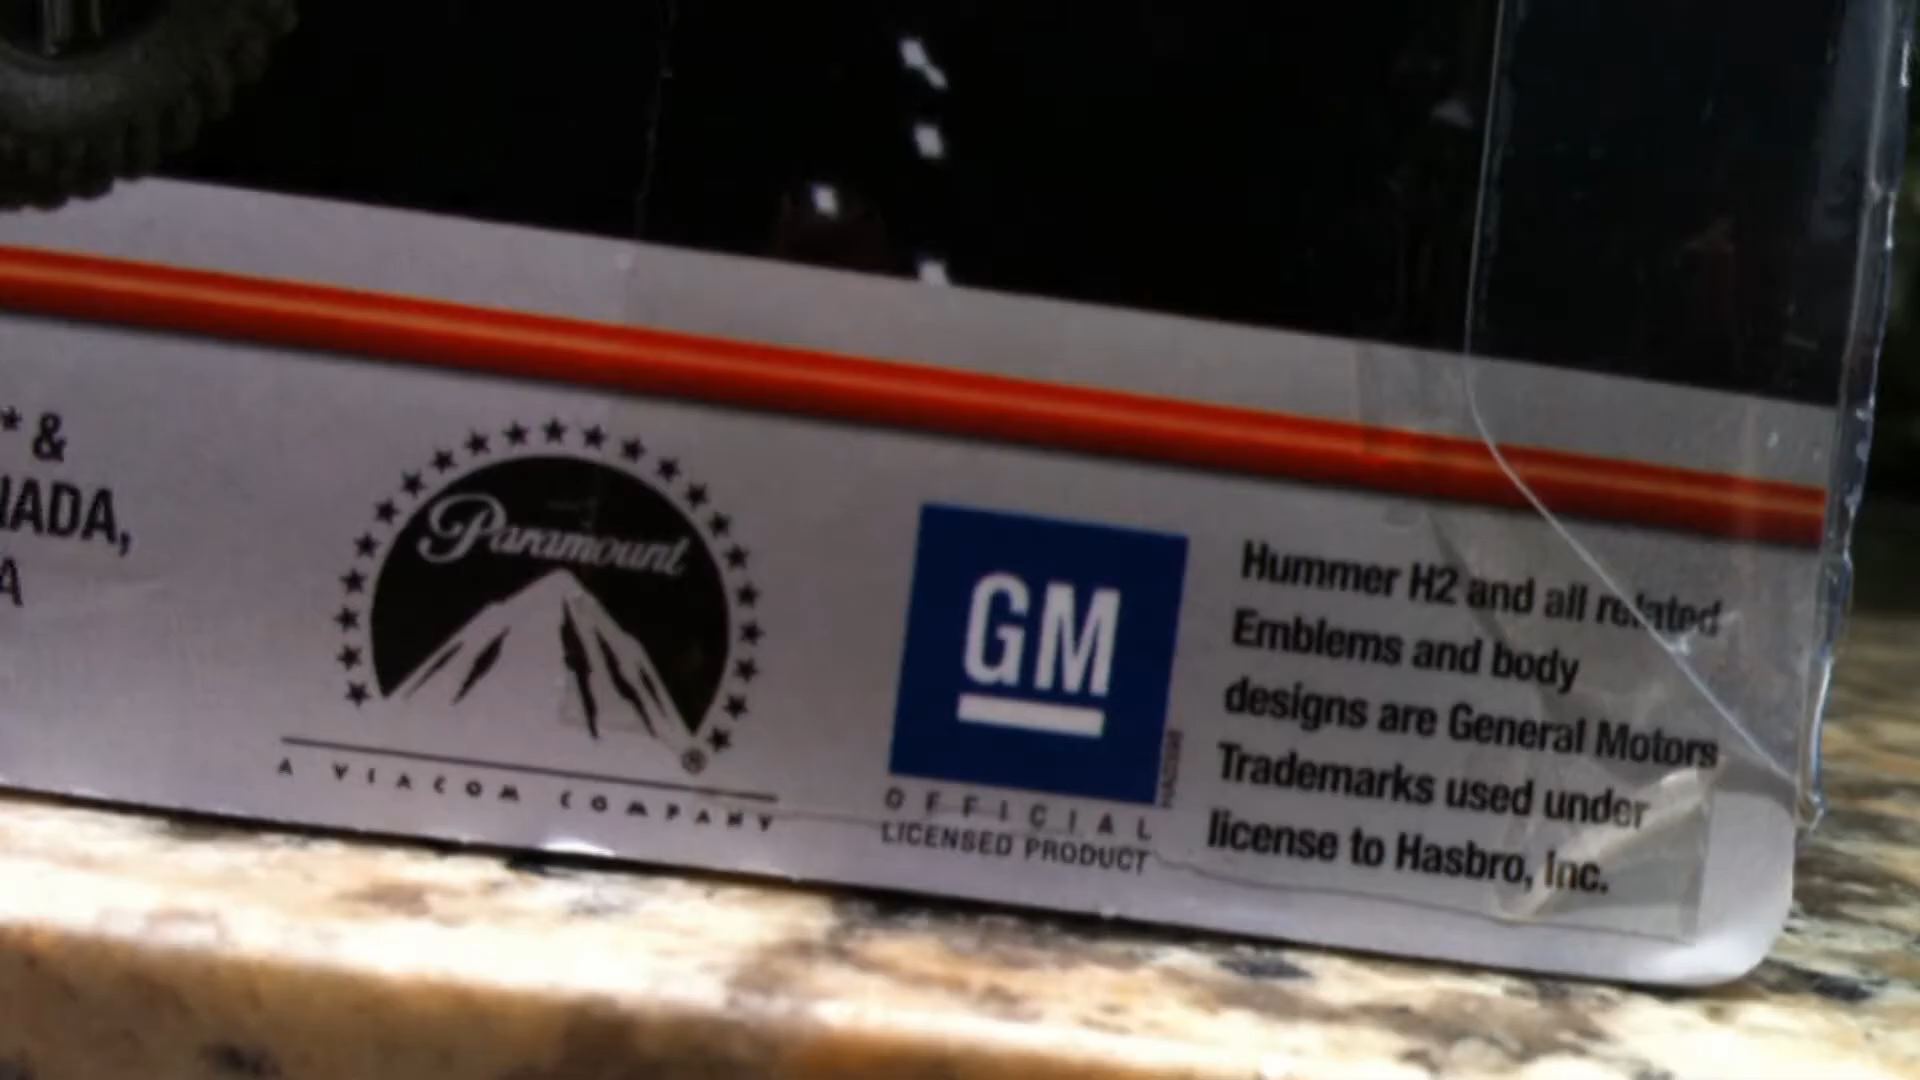 * &
NADA,
A
Paramount
®
A VIACOM COMPANY
GM
OFFICIAL
LICENSED PRODUCT
Hummer H2 and all related
Emblems and body
designs are General Motors
Trademarks used under
license to Hasbro, Inc.